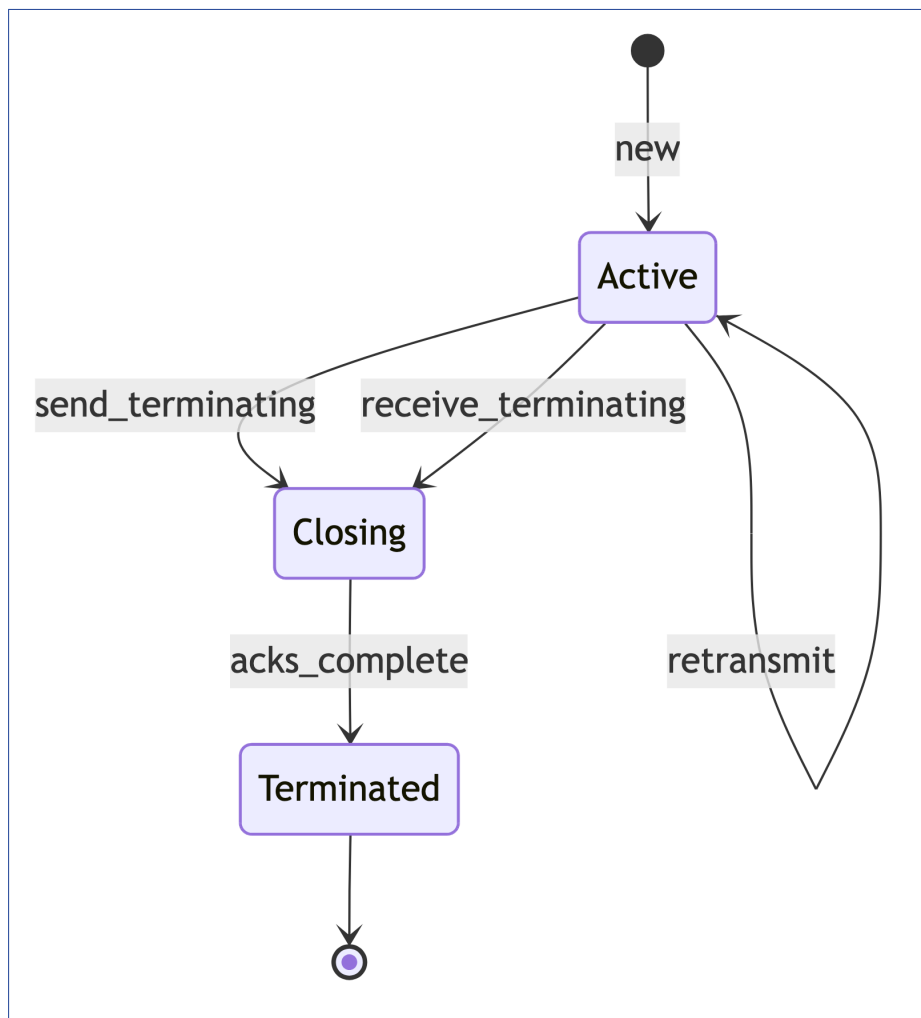 new
Active
send_terminating
receive_terminating
Closing
acks_complete
retransmit
Terminated